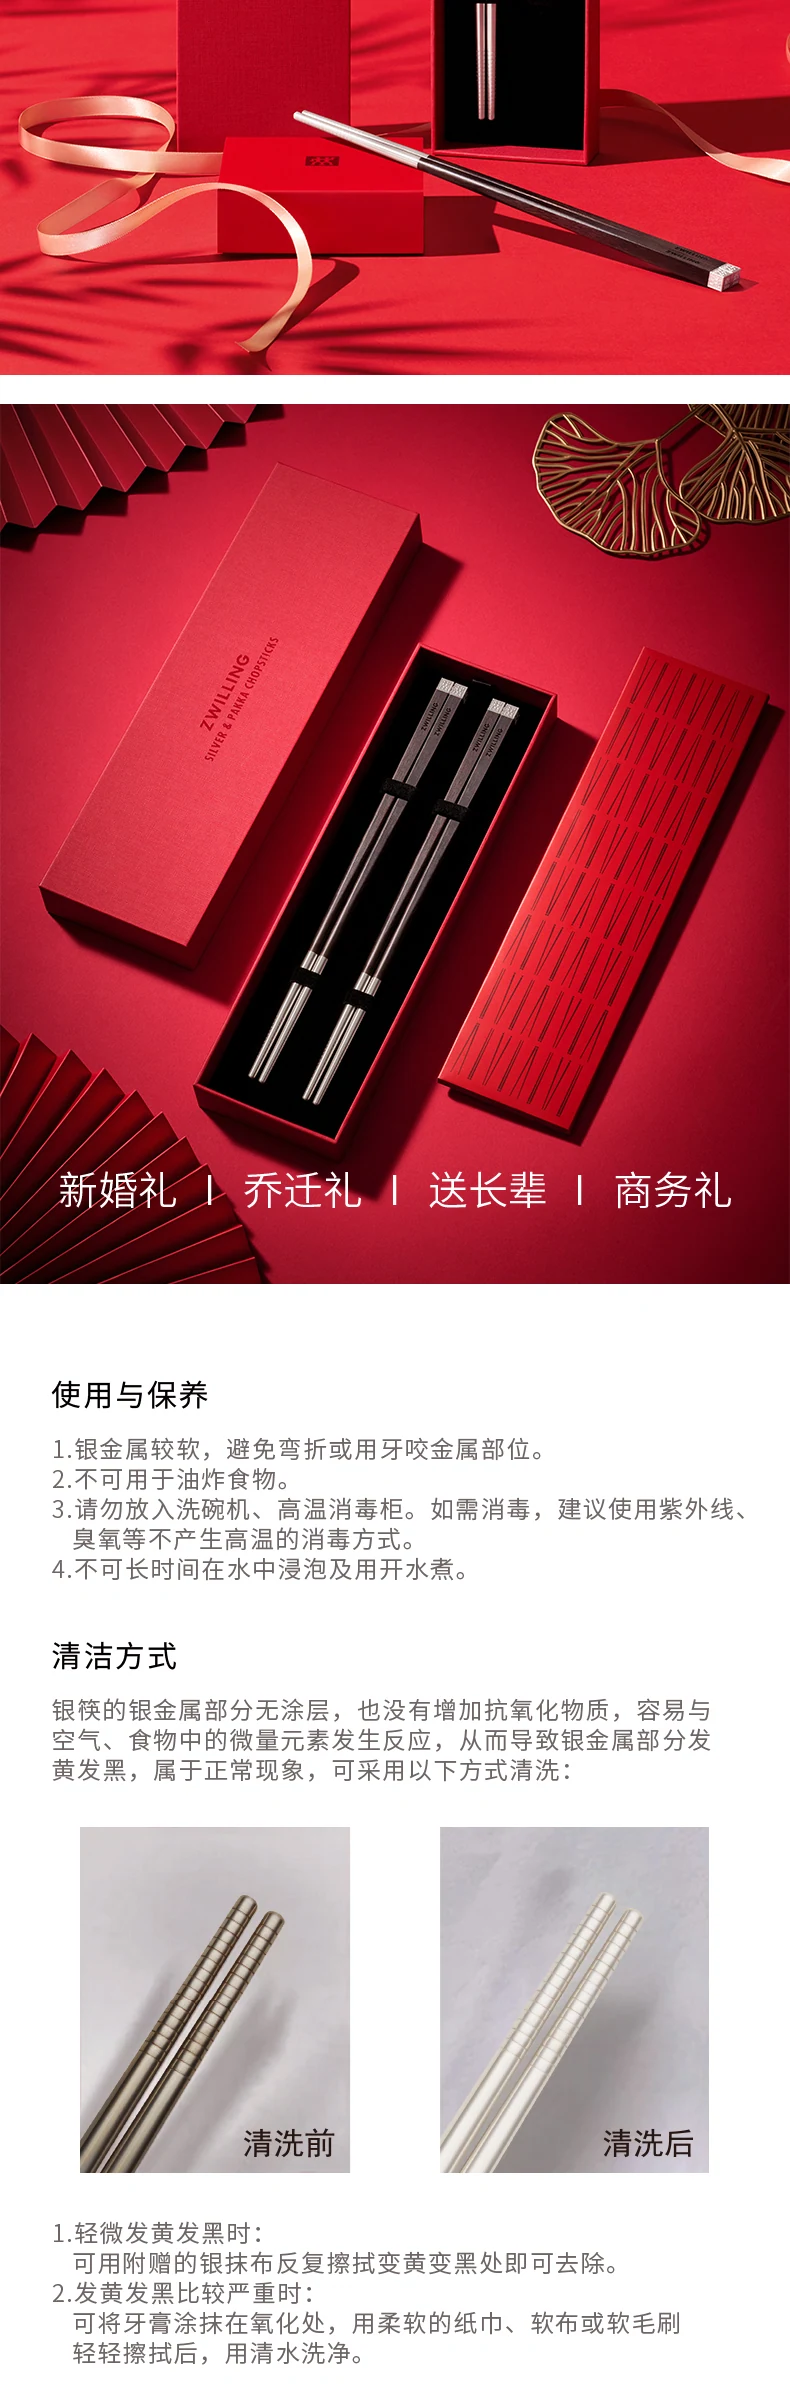 ZWILLING
SILVER & PAKKA CHOPSTICKS
ZWILLING
ZWILLING
ZWILLING
ZWILLING
新婚礼 | 乔迁礼 | 送长辈 | 商务礼
使用与保养
1.银金属较软，避免弯折或用牙咬金属部位。
2.不可用于油炸食物。
3.请勿放入洗碗机、高温消毒柜。如需消毒，建议使用紫外线、
臭氧等不产生高温的消毒方式。
4.不可长时间在水中浸泡及用开水煮。
清洁方式
银筷的银金属部分无涂层，也没有增加抗氧化物质，容易与
空气、食物中的微量元素发生反应，从而导致银金属部分发
黄发黑，属于正常现象，可采用以下方式清洗：
清洗前
清洗后
1.轻微发黄发黑时：
可用附赠的银抹布反复擦拭变黄变黑处即可去除。
2.发黄发黑比较严重时：
可将牙膏涂抹在氧化处，用柔软的纸巾、软布或软毛刷
轻轻擦拭后，用清水洗净。